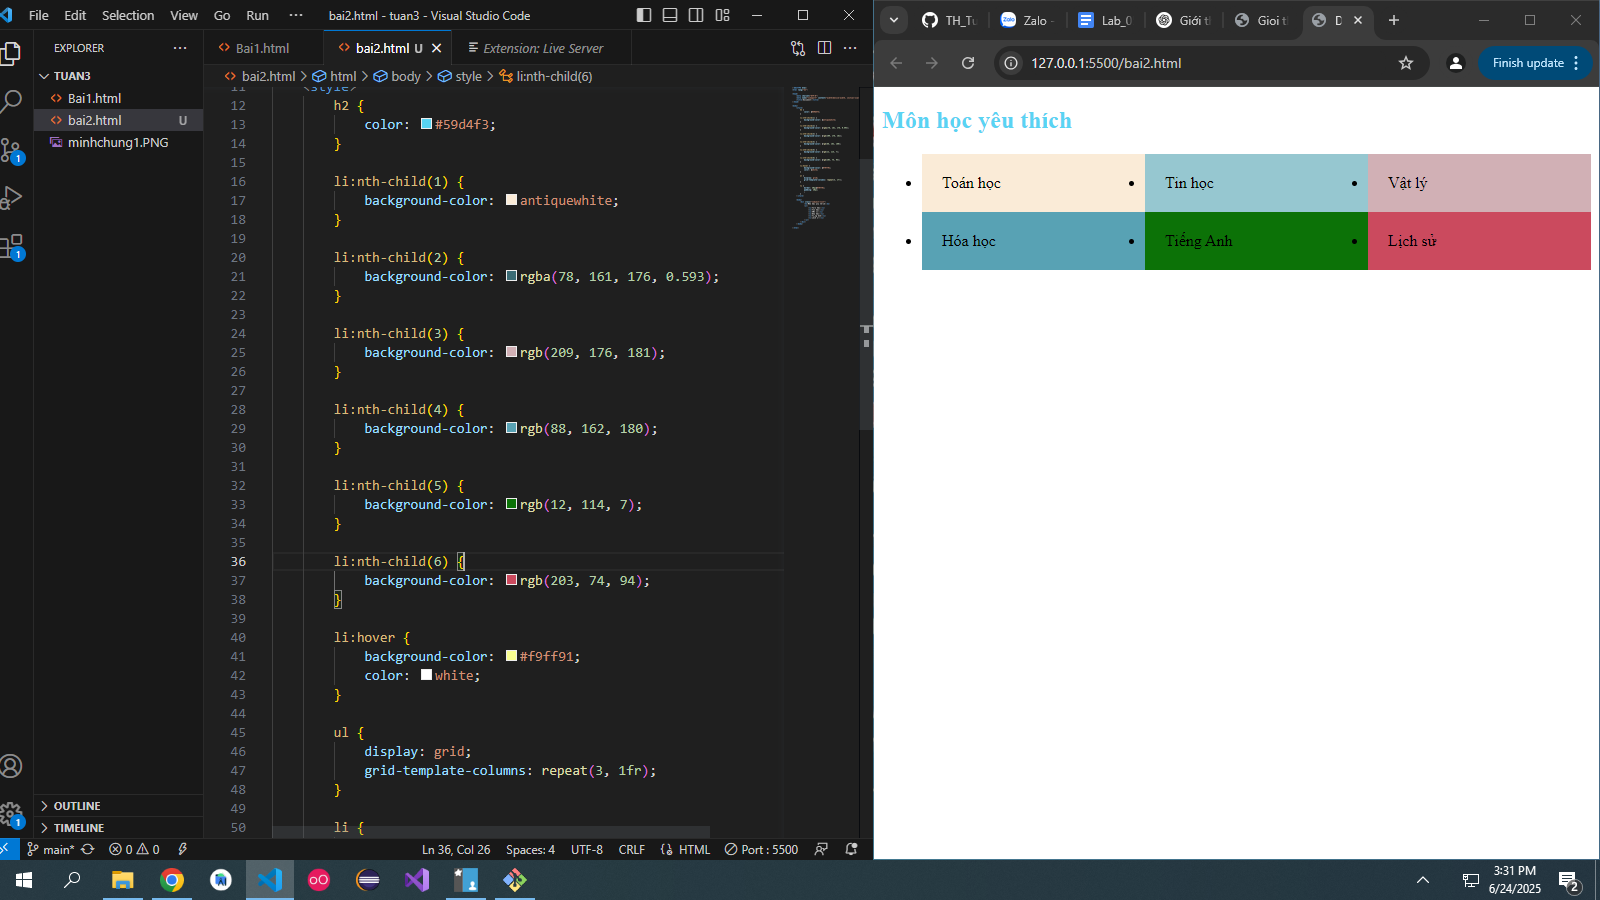 File Edit Selection View Go Run ··· bai2.html - tuan3 - Visual Studio Code
EXPLORER ···
TUAN3
Bai1.html
bai2.html U
minhchung1.PNG
OUTLINE
TIMELINE
1
1
1
Bai1.html
bai2.html U
Extension: Live Server
bai2.html > html > body > style > li:nth-child(6)
11 <style>
12 h2 {
13 color: #59d4f3;
14 }
15
16 li:nth-child(1) {
17 background-color: antiquewhite;
18 }
19
20 li:nth-child(2) {
21 background-color: rgba(78, 161, 176, 0.593);
22 }
23
24 li:nth-child(3) {
25 background-color: rgb(209, 176, 181);
26 }
27
28 li:nth-child(4) {
29 background-color: rgb(88, 162, 180);
30 }
31
32 li:nth-child(5) {
33 background-color: rgb(12, 114, 7);
34 }
35
36 li:nth-child(6) {
37 background-color: rgb(203, 74, 94);
38 }
39
40 li:hover {
41 background-color: #f9ff91;
42 color: white;
43 }
44
45 ul {
46 display: grid;
47 grid-template-columns: repeat(3, 1fr);
48 }
49
50 li {
main* 0 0 Ln 36, Col 26 Spaces: 4 UTF-8 CRLF HTML Port : 5500
TH_Tu Zalo - Lab_0 Giới t Gioi t D
127.0.0.1:5500/bai2.html Finish update
Môn học yêu thích
Toán học Tin học Vật lý
Hóa học Tiếng Anh Lịch sử
3:31 PM
6/24/2025
2